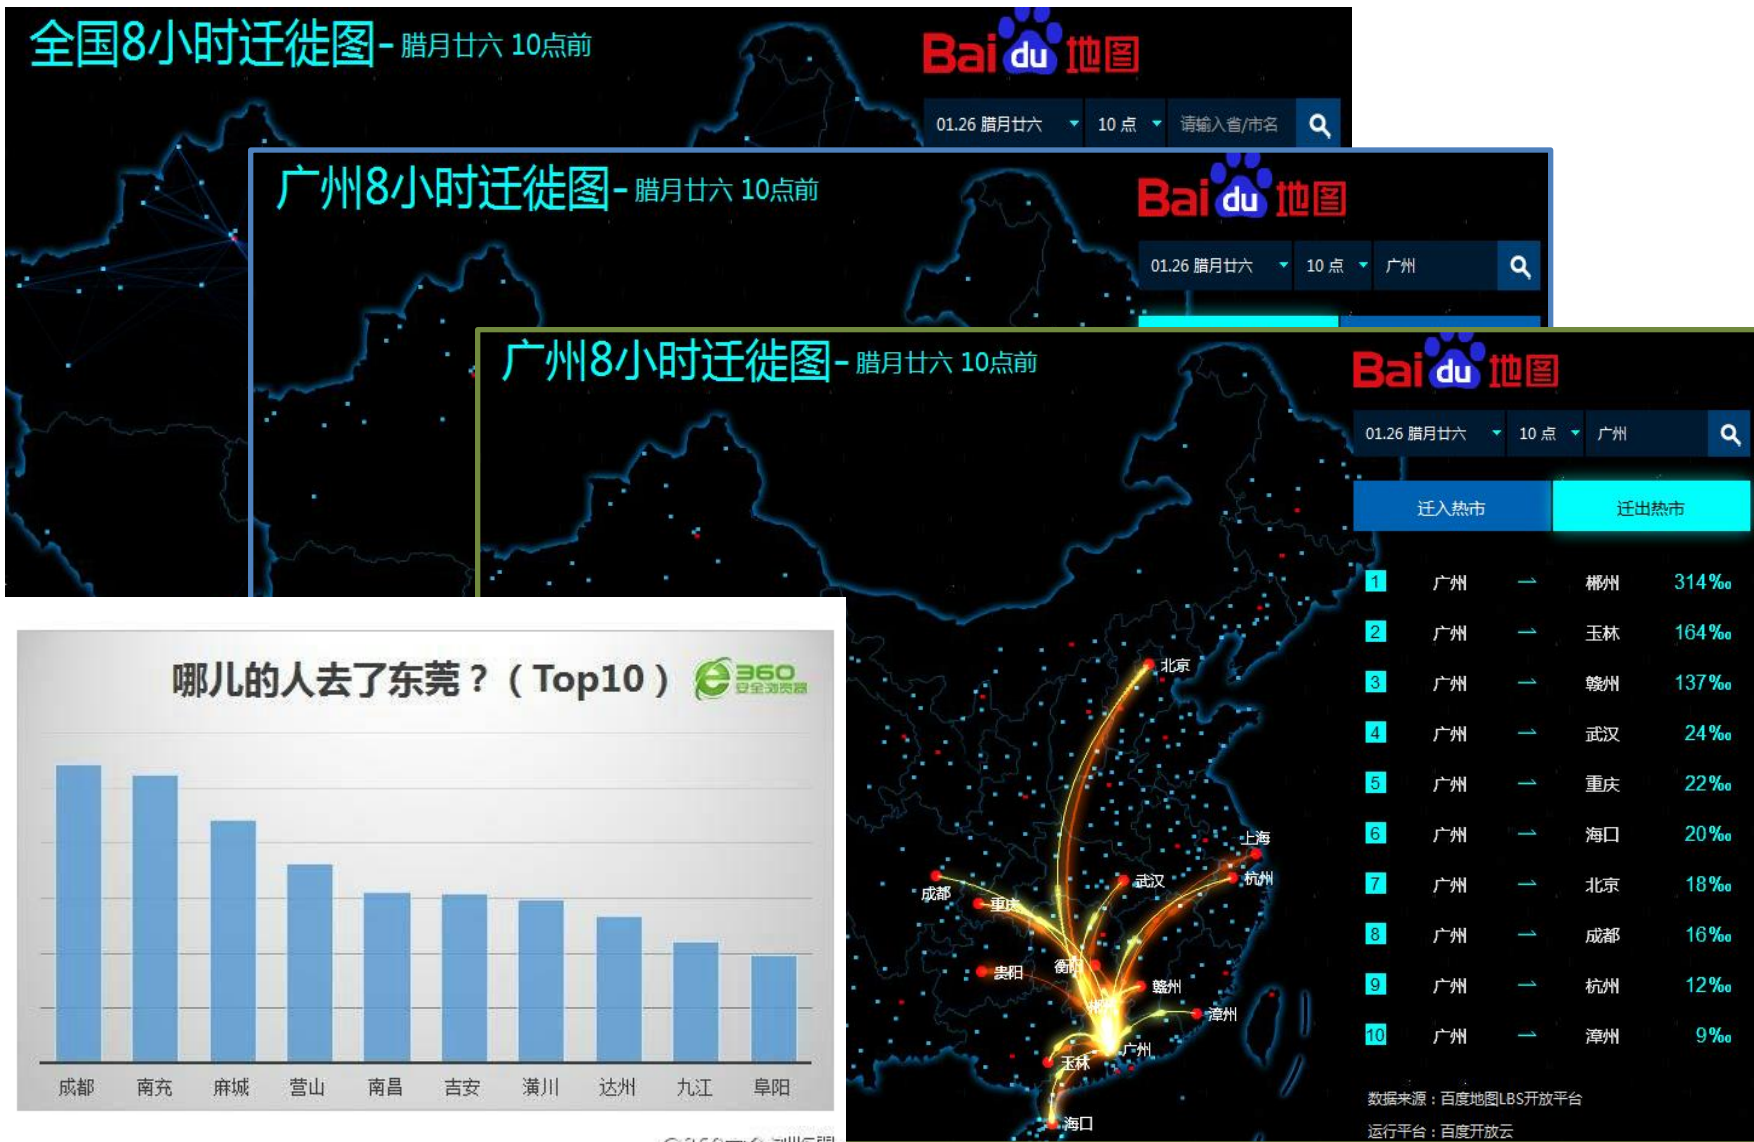 全国8小时迁徙图-腊月廿六 10点前
Baidu地图
01.26 腊月廿六 10 点 请输入省/市名
广州8小时迁徙图-腊月廿六 10点前
Baidu地图
01.26 腊月廿六 10 点 广州
广州8小时迁徙图-腊月廿六 10点前
Baidu地图
01.26 腊月廿六 10 点 广州
迁入热市 迁出热市
1 广州 → 郴州 314‱
2 广州 → 玉林 164‱
3 广州 → 赣州 137‱
4 广州 → 武汉 24‱
5 广州 → 重庆 22‱
6 广州 → 海口 20‱
7 广州 → 北京 18‱
8 广州 → 成都 16‱
9 广州 → 杭州 12‱
10 广州 → 漳州 9‱
数据来源：百度地图LBS开放平台
运行平台：百度开放云
北京
上海
杭州
武汉
成都
重庆
贵阳
衡阳
赣州
郴州
漳州
广州
玉林
海口
哪儿的人去了东莞？（Top10）
360
安全浏览器
成都 南充 麻城 营山 南昌 吉安 潢川 达州 九江 阜阳